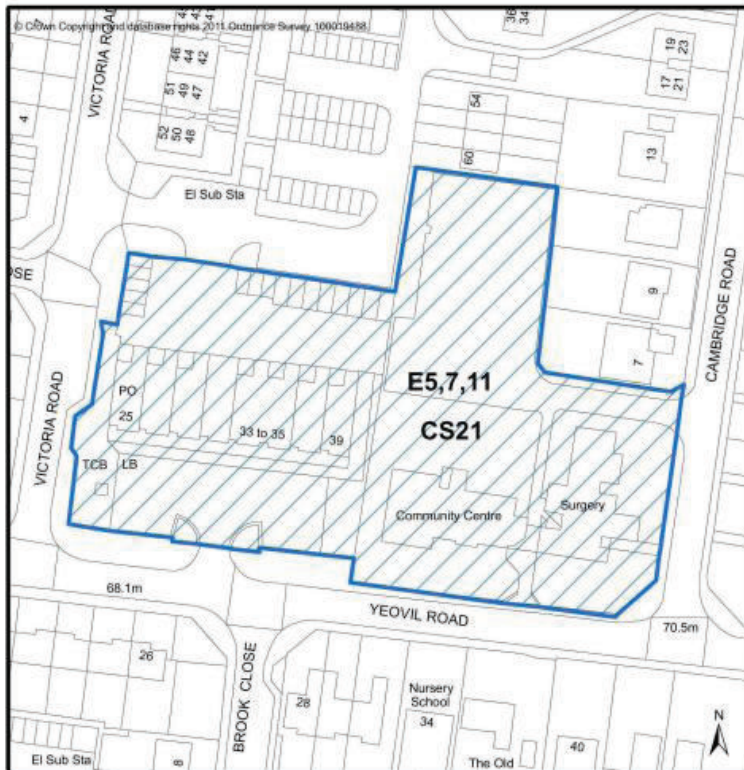 © Crown Copyright and database rights 2011 Ordnance Survey 100019488
VICTORIA ROAD
4
46
44
42
51
49
47
52
50
48
36
34
54
60
19
23
17
21
13
El Sub Sta
9
7
CAMBRIDGE ROAD
OSE
VICTORIA ROAD
PO
25
33 to 35
39
E5,7,11
CS21
TCB
LB
Community Centre
Surgery
68.1m
YEOVIL ROAD
70.5m
26
BROOK CLOSE
28
Nursery
School
34
N
El Sub Sta
8
The Old
40